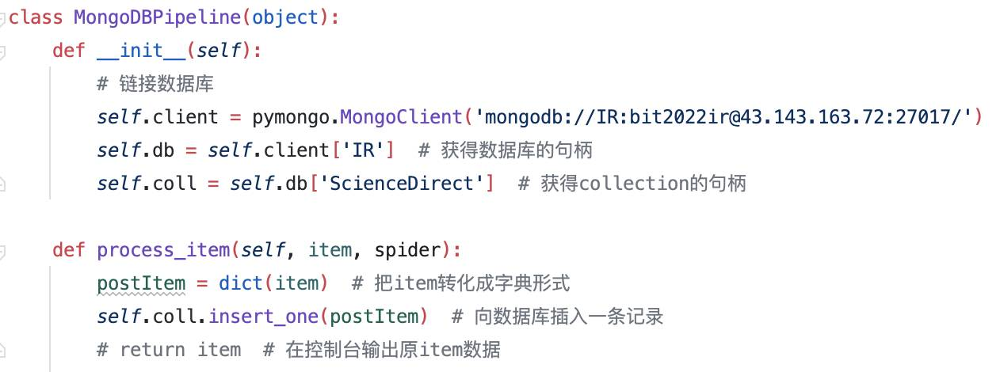 class MongoDBPipeline(object):
    def __init__(self):
        # 链接数据库
        self.client = pymongo.MongoClient('mongodb://IR:bit2022ir@43.143.163.72:27017/')
        self.db = self.client['IR']  # 获得数据库的句柄
        self.coll = self.db['ScienceDirect']  # 获得collection的句柄

    def process_item(self, item, spider):
        postItem = dict(item)  # 把item转化成字典形式
        self.coll.insert_one(postItem)  # 向数据库插入一条记录
        # return item  # 在控制台输出原item数据